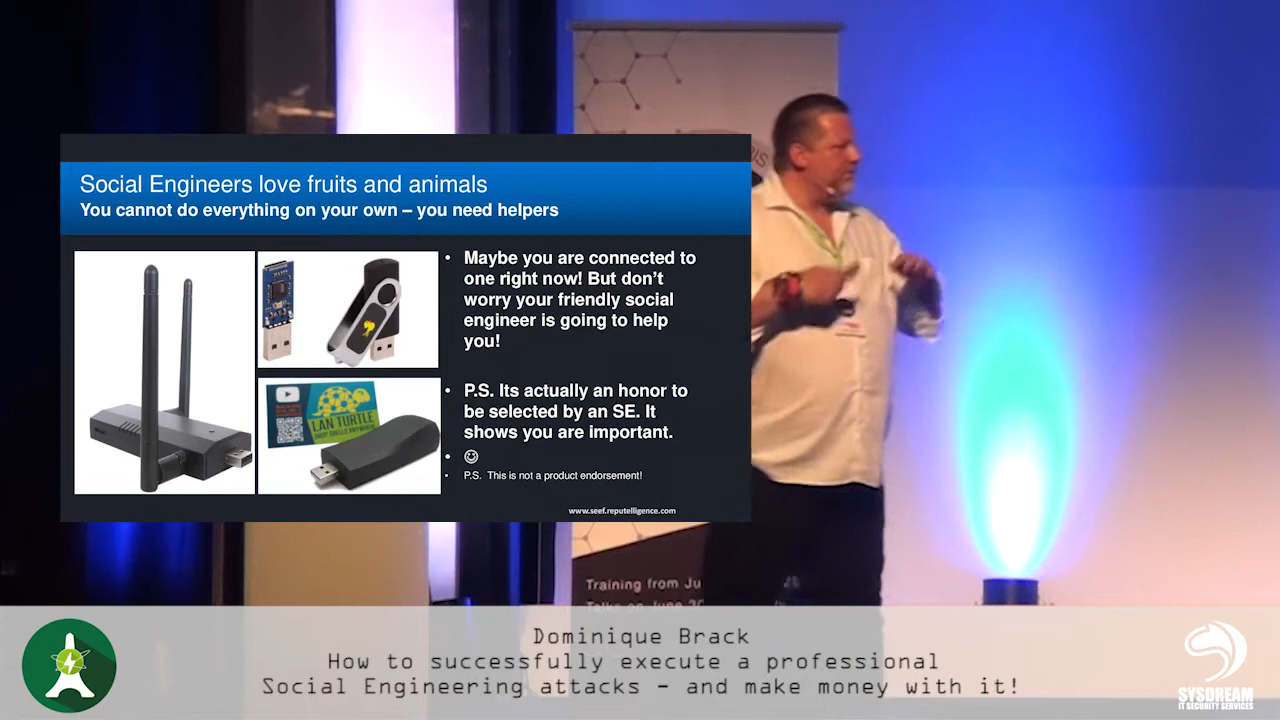 Social Engineers love fruits and animals
You cannot do everything on your own – you need helpers
• Maybe you are connected to
one right now! But don't
worry your friendly social
engineer is going to help
you!
• P.S. Its actually an honor to
be selected by an SE. It
shows you are important.
• ☺
• P.S. This is not a product endorsement!
LAN TURTLE
DROP SHELLS ANYWHERE
www.seef.reputelligence.com
Training from Ju
Dominique Brack
How to successfully execute a professional
Social Engineering attacks - and make money with it!
SYSDREAM
IT SECURITY SERVICES